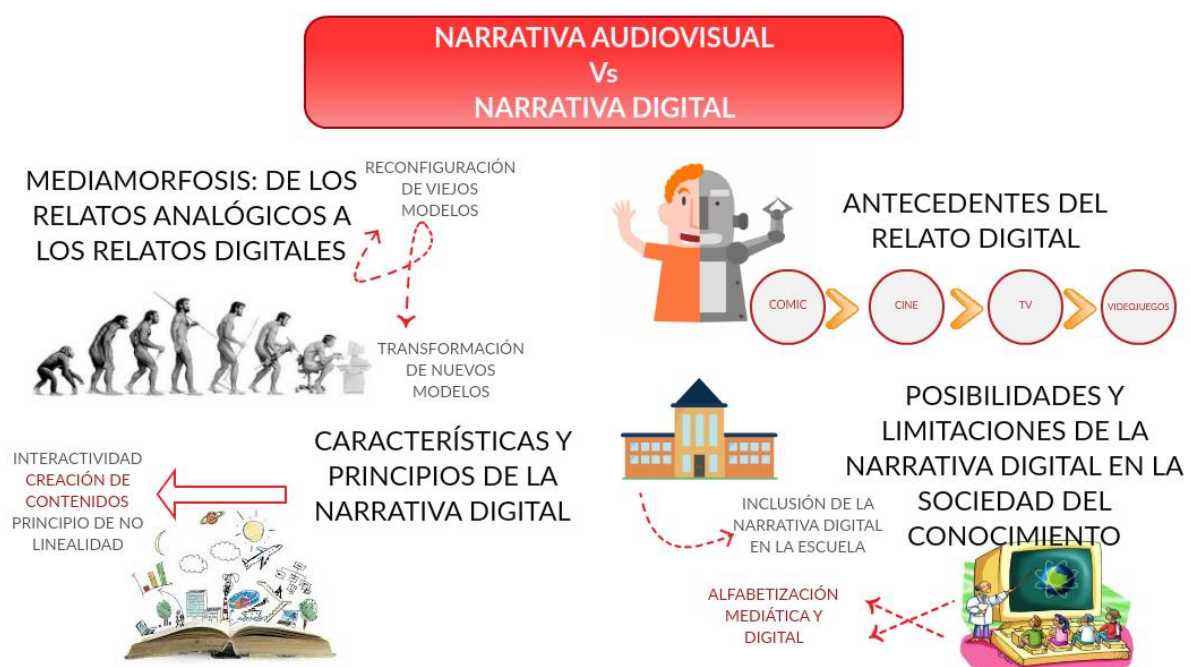 NARRATIVA AUDIOVISUAL
Vs
NARRATIVA DIGITAL
MEDIAMORFOSIS: DE LOS
RELATOS ANALÓGICOS A
LOS RELATOS DIGITALES
RECONFIGURACIÓN
DE VIEJOS
MODELOS
TRANSFORMACIÓN
DE NUEVOS
MODELOS
ANTECEDENTES DEL
RELATO DIGITAL
COMIC
CINE
TV
VIDEOJUEGOS
CARACTERÍSTICAS Y
PRINCIPIOS DE LA
NARRATIVA DIGITAL
INTERACTIVIDAD
CREACIÓN DE
CONTENIDOS
PRINCIPIO DE NO
LINEALIDAD
POSIBILIDADES Y
LIMITACIONES DE LA
NARRATIVA DIGITAL EN LA
SOCIEDAD DEL
CONOCIMIENTO
INCLUSIÓN DE LA
NARRATIVA DIGITAL
EN LA ESCUELA
ALFABETIZACIÓN
MEDIÁTICA Y
DIGITAL